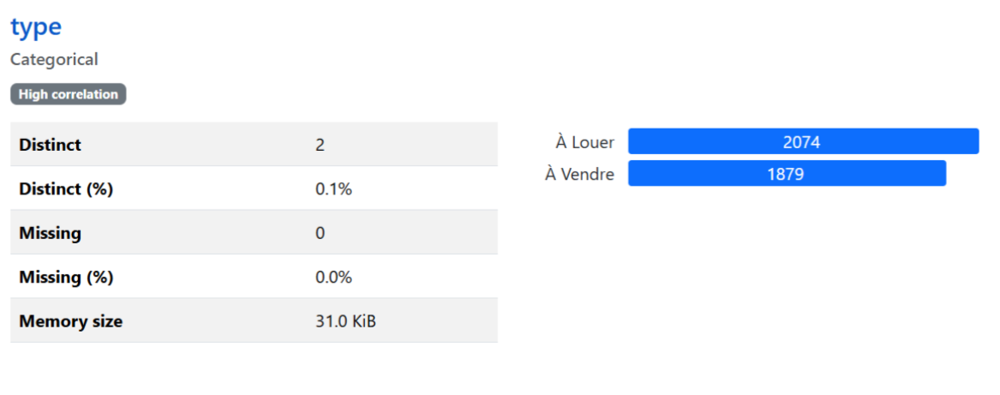 type
Categorical
High correlation
Distinct 2
Distinct (%) 0.1%
Missing 0
Missing (%) 0.0%
Memory size 31.0 KiB
À Louer 2074
À Vendre 1879